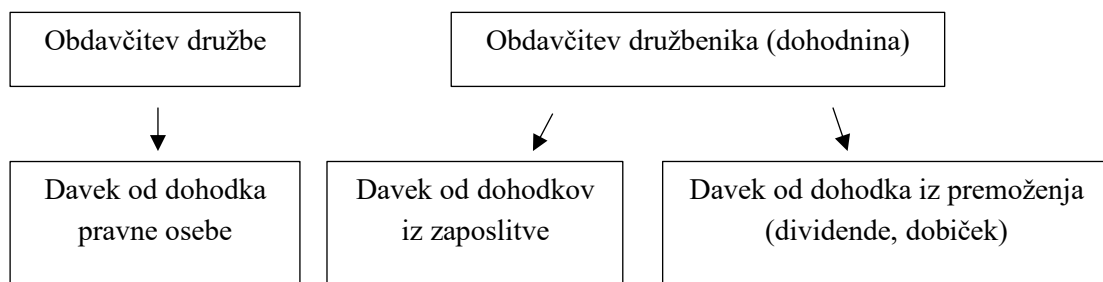 Obdavčitev družbe
Obdavčitev družbenika (dohodnina)
Davek od dohodka
pravne osebe
Davek od dohodkov
iz zaposlitve
Davek od dohodka iz premoženja
(dividende, dobiček)